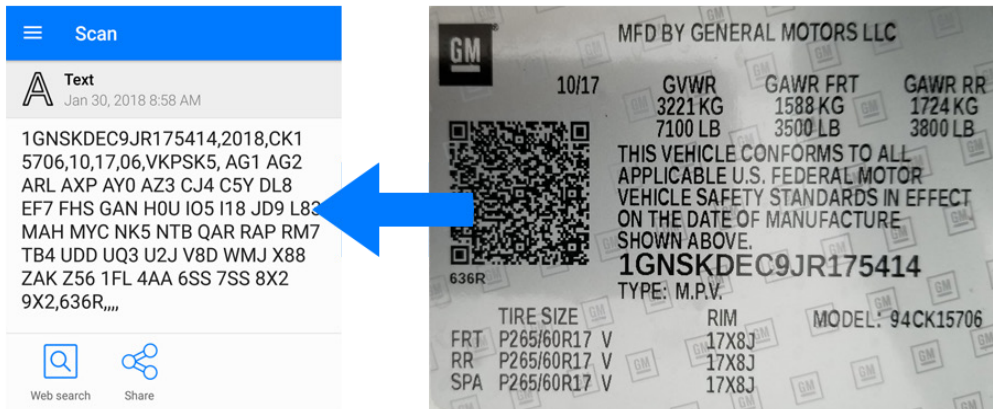 Scan
Text
Jan 30, 2018 8:58 AM
1GNSKDEC9JR175414,2018,CK1
5706,10,17,06,VKPSK5, AG1 AG2
ARL AXP AY0 AZ3 CJ4 C5Y DL8
EF7 FHS GAN H0U IO5 I18 JD9 L83
MAH MYC NK5 NTB QAR RAP RM7
TB4 UDD UQ3 U2J V8D WMJ X88
ZAK Z56 1FL 4AA 6SS 7SS 8X2
9X2,636R,,,,
Web search Share
GM
MFD BY GENERAL MOTORS LLC
10/17 GVWR GAWR FRT GAWR RR
3221 KG 1588 KG 1724 KG
7100 LB 3500 LB 3800 LB
THIS VEHICLE CONFORMS TO ALL
APPLICABLE U.S. FEDERAL MOTOR
VEHICLE SAFETY STANDARDS IN EFFECT
ON THE DATE OF MANUFACTURE
SHOWN ABOVE.
636R
1GNSKDEC9JR175414
TYPE: M.P.V.
TIRE SIZE RIM MODEL: 94CK15706
FRT P265/60R17 V 17X8J
RR P265/60R17 V 17X8J
SPA P265/60R17 V 17X8J